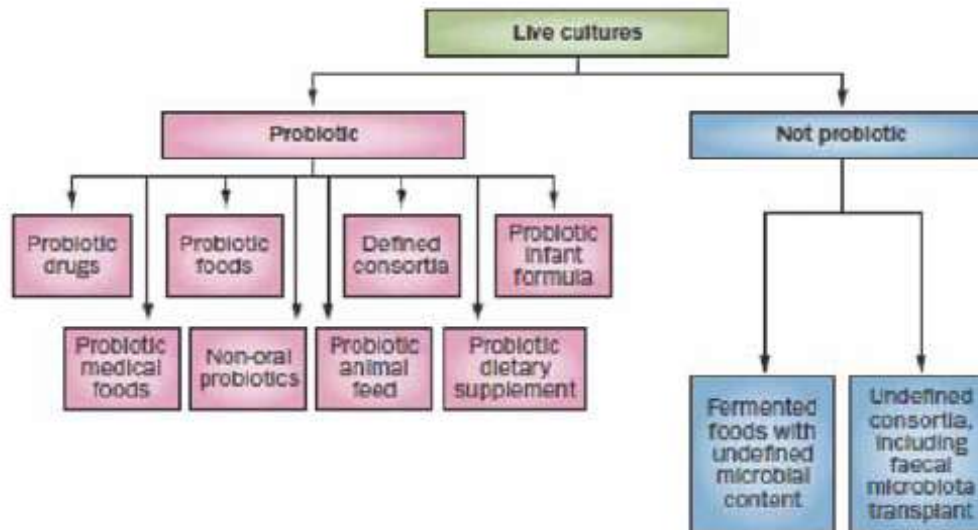 Live cultures
Probiotic
Not probiotic
Probiotic
drugs
Probiotic
foods
Defined
consortia
Probiotic
infant
formula
Probiotic
medical
foods
Non-oral
probiotics
Probiotic
animal
feed
Probiotic
dietary
supplement
Fermented
foods with
undefined
microbial
content
Undefined
consortia,
including
faecal
microbiota
transplant